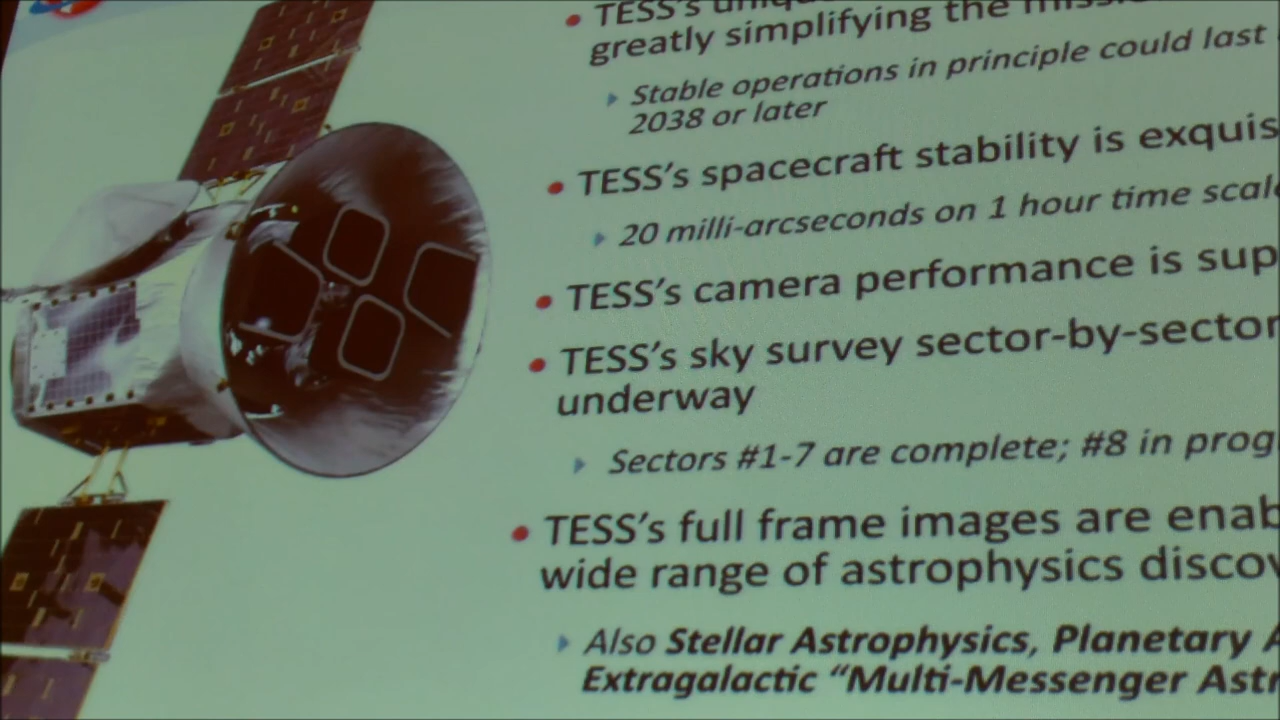 TESS's
greatly simplifying the
Stable operations in principle could last
2038 or later
TESS's spacecraft stability is
20 milli-arcseconds on 1 hour time
TESS's camera performance is
TESS's sky survey sector-by-sector
underway
Sectors #1-7 are complete; #8 in
TESS's full frame images are
wide range of astrophysics
Also Stellar Astrophysics, Planetary
Extragalactic “Multi-Messenger